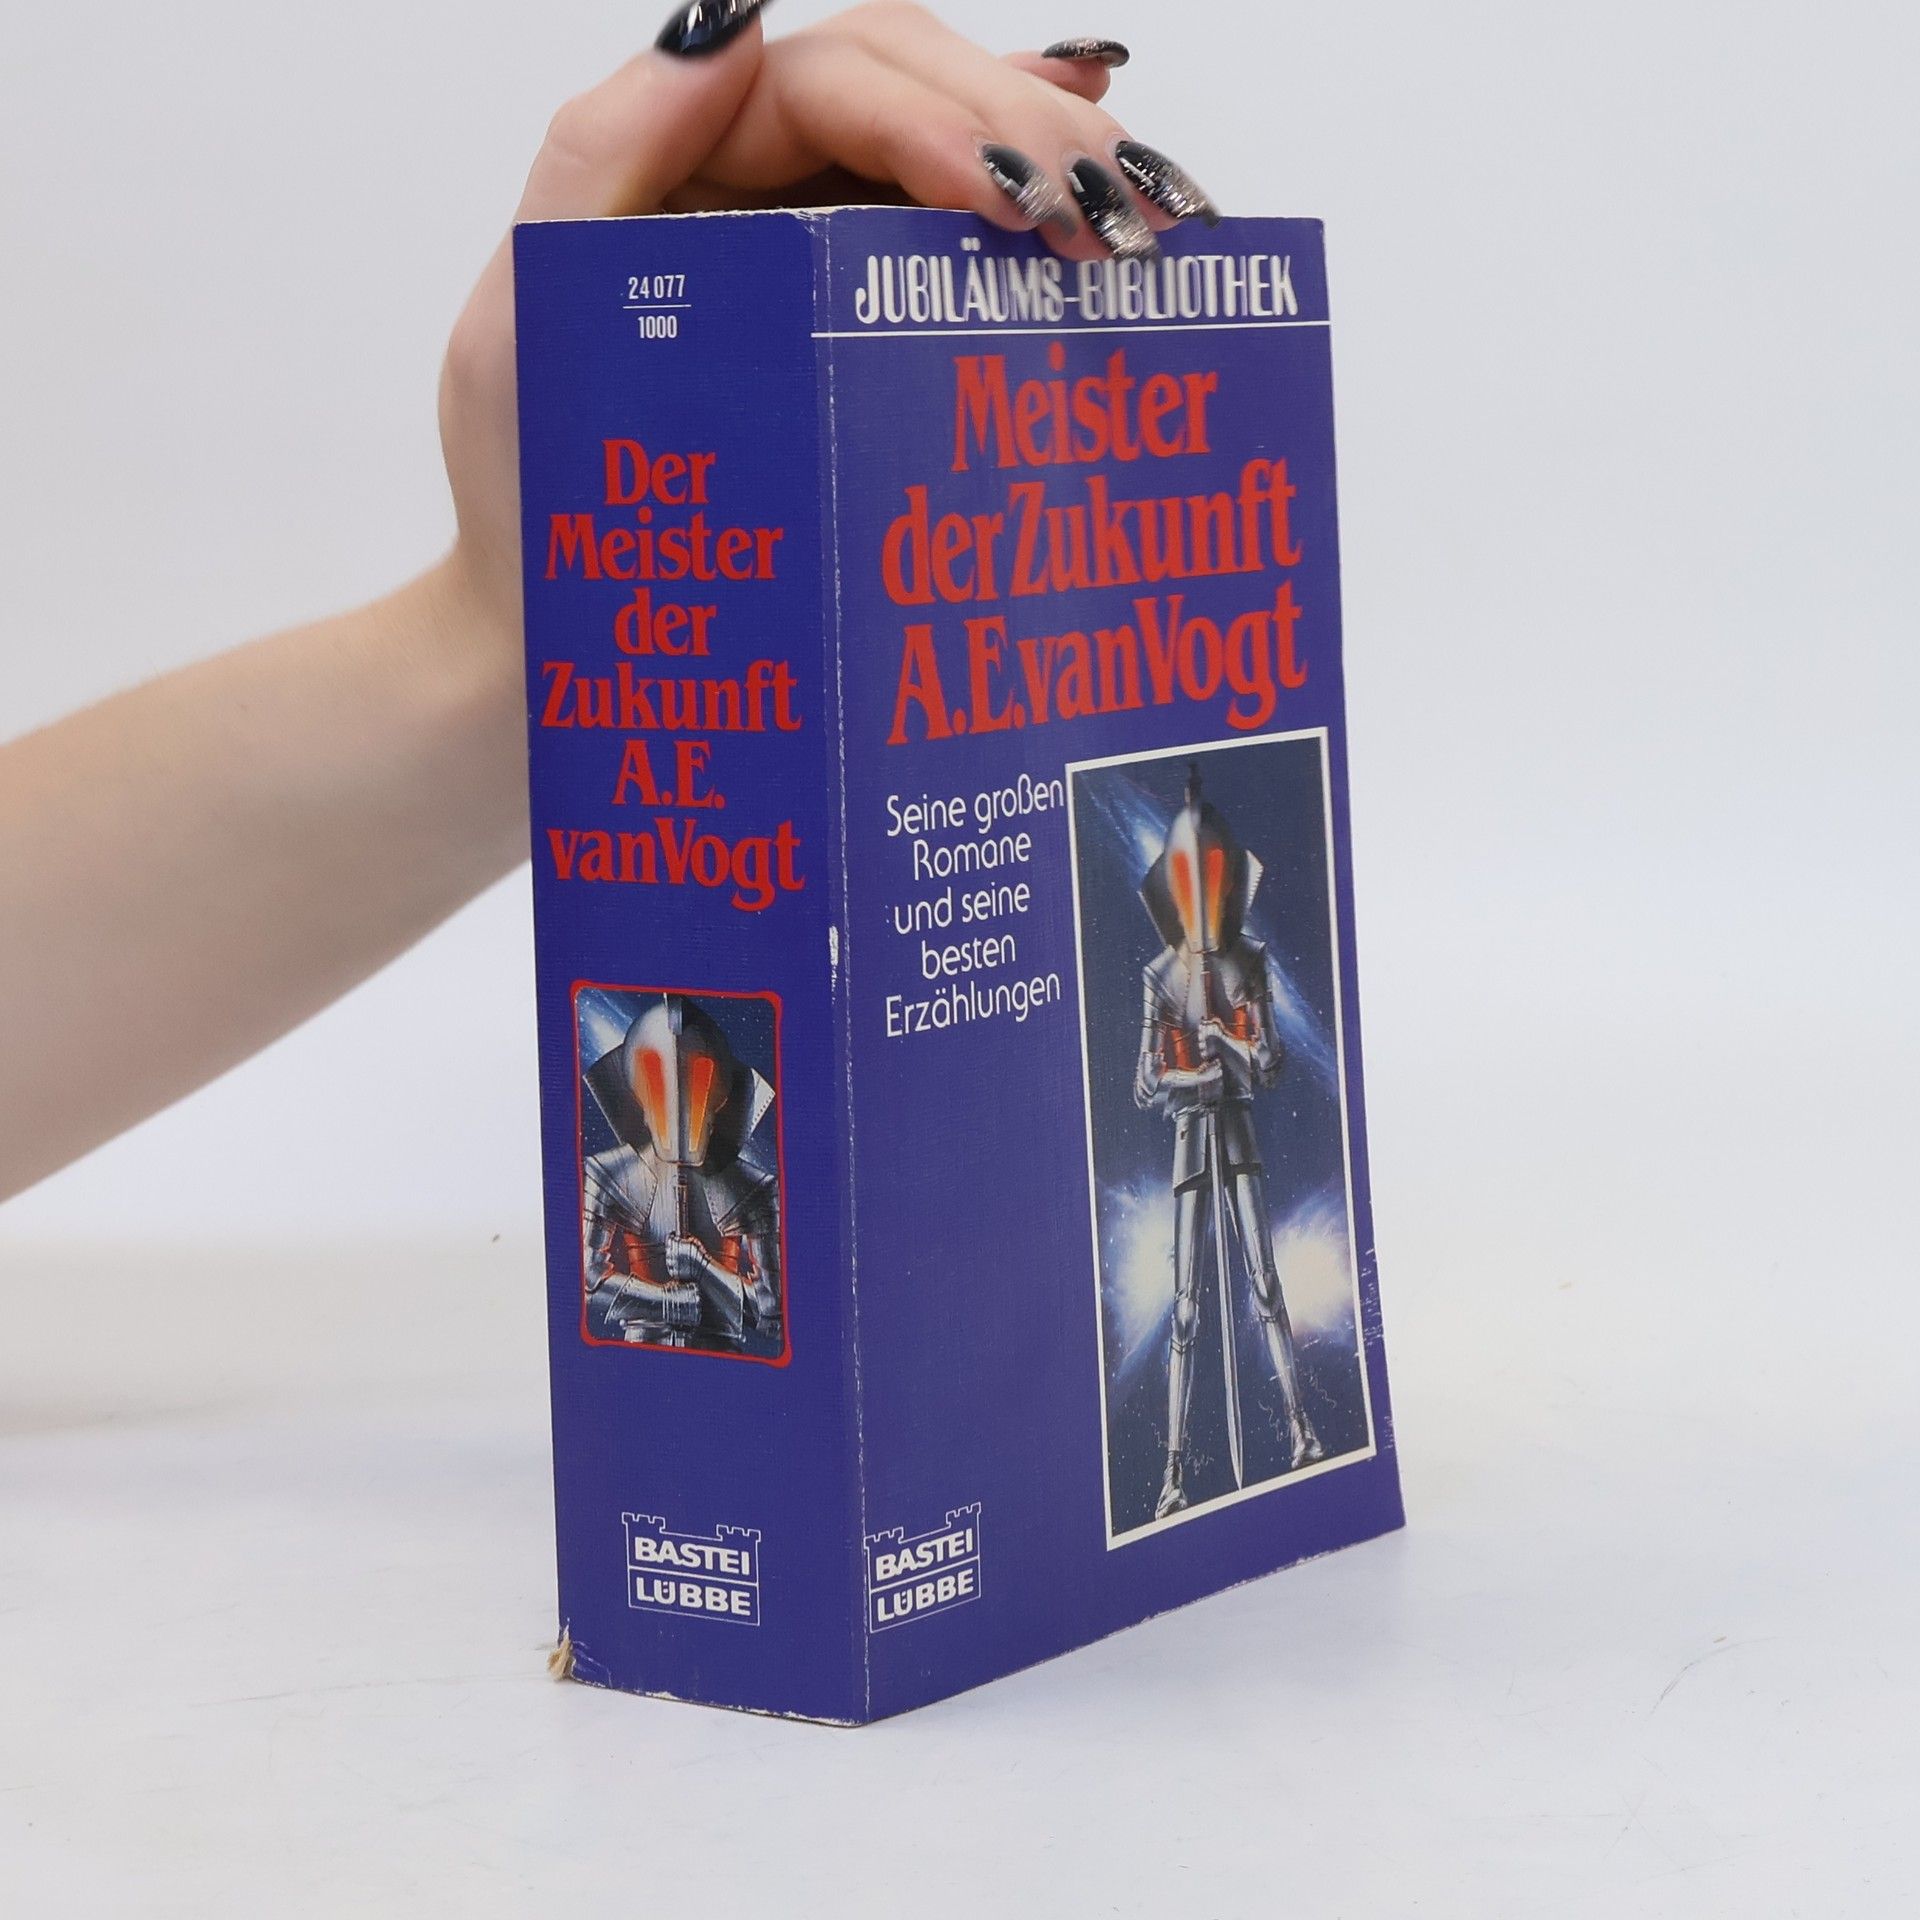 24 077
1000
Der
Meister
der
Zukunft
A.E.
van Vogt
BASTEI
LÜBBE
JUBILÄUMS-BIBLIOTHEK
Meister
der Zukunft
A.E. van Vogt
Seine großen
Romane
und seine
besten
Erzählungen
BASTEI
LÜBBE